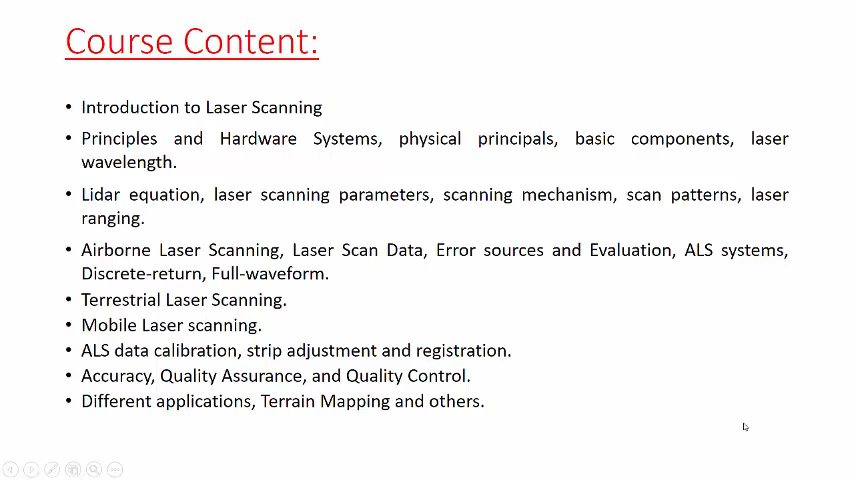 Course Content:
• Introduction to Laser Scanning
• Principles and Hardware Systems, physical principals, basic components, laser
wavelength.
• Lidar equation, laser scanning parameters, scanning mechanism, scan patterns, laser
ranging.
• Airborne Laser Scanning, Laser Scan Data, Error sources and Evaluation, ALS systems,
Discrete-return, Full-waveform.
• Terrestrial Laser Scanning.
• Mobile Laser scanning.
• ALS data calibration, strip adjustment and registration.
• Accuracy, Quality Assurance, and Quality Control.
• Different applications, Terrain Mapping and others.